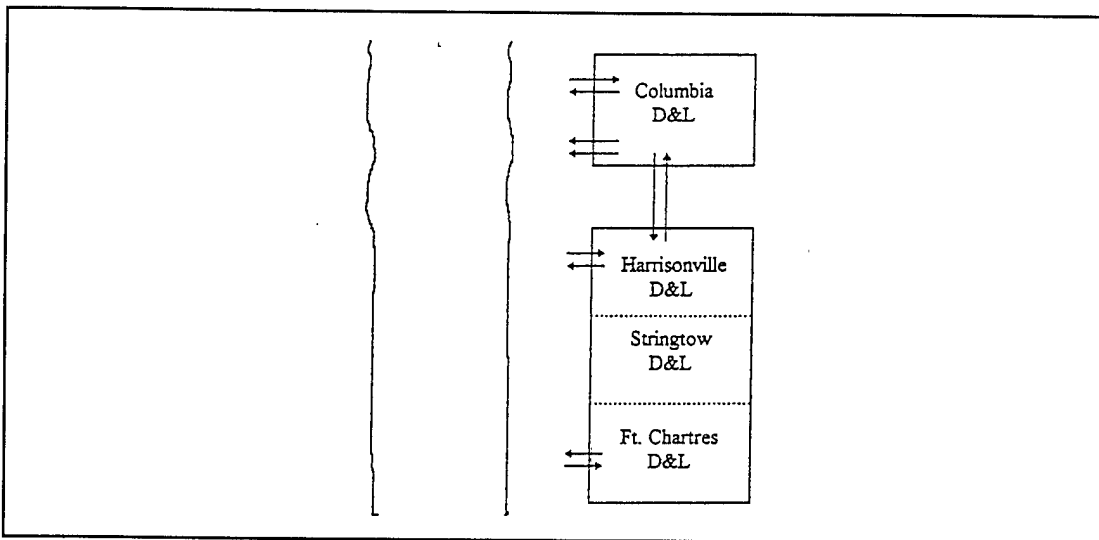 Columbia
D&L
Harrisonville
D&L
Stringtow
D&L
Ft. Chartres
D&L